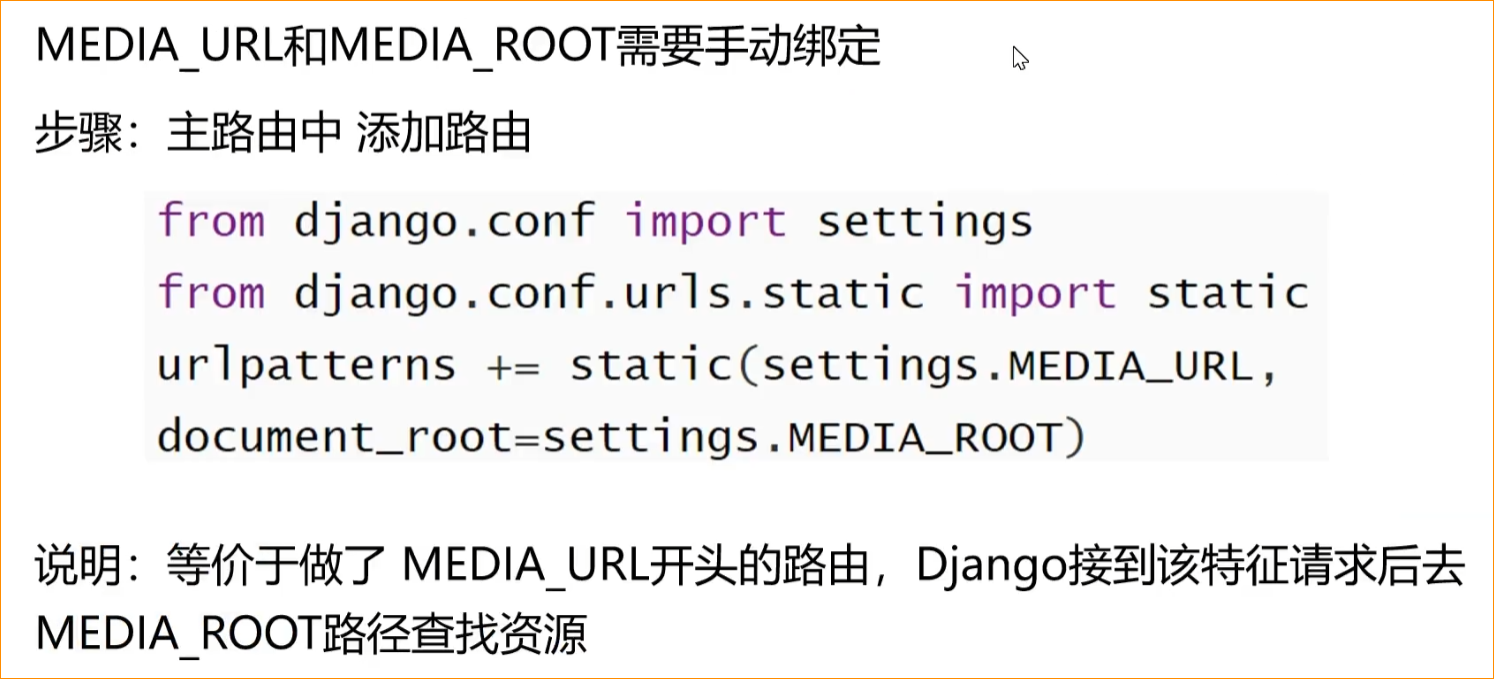 MEDIA_URL和MEDIA_ROOT需要手动绑定
步骤：主路由中 添加路由
from django.conf import settings
from django.conf.urls.static import static
urlpatterns += static(settings.MEDIA_URL,
document_root=settings.MEDIA_ROOT)
说明：等价于做了 MEDIA_URL开头的路由，Django接到该特征请求后去
MEDIA_ROOT路径查找资源